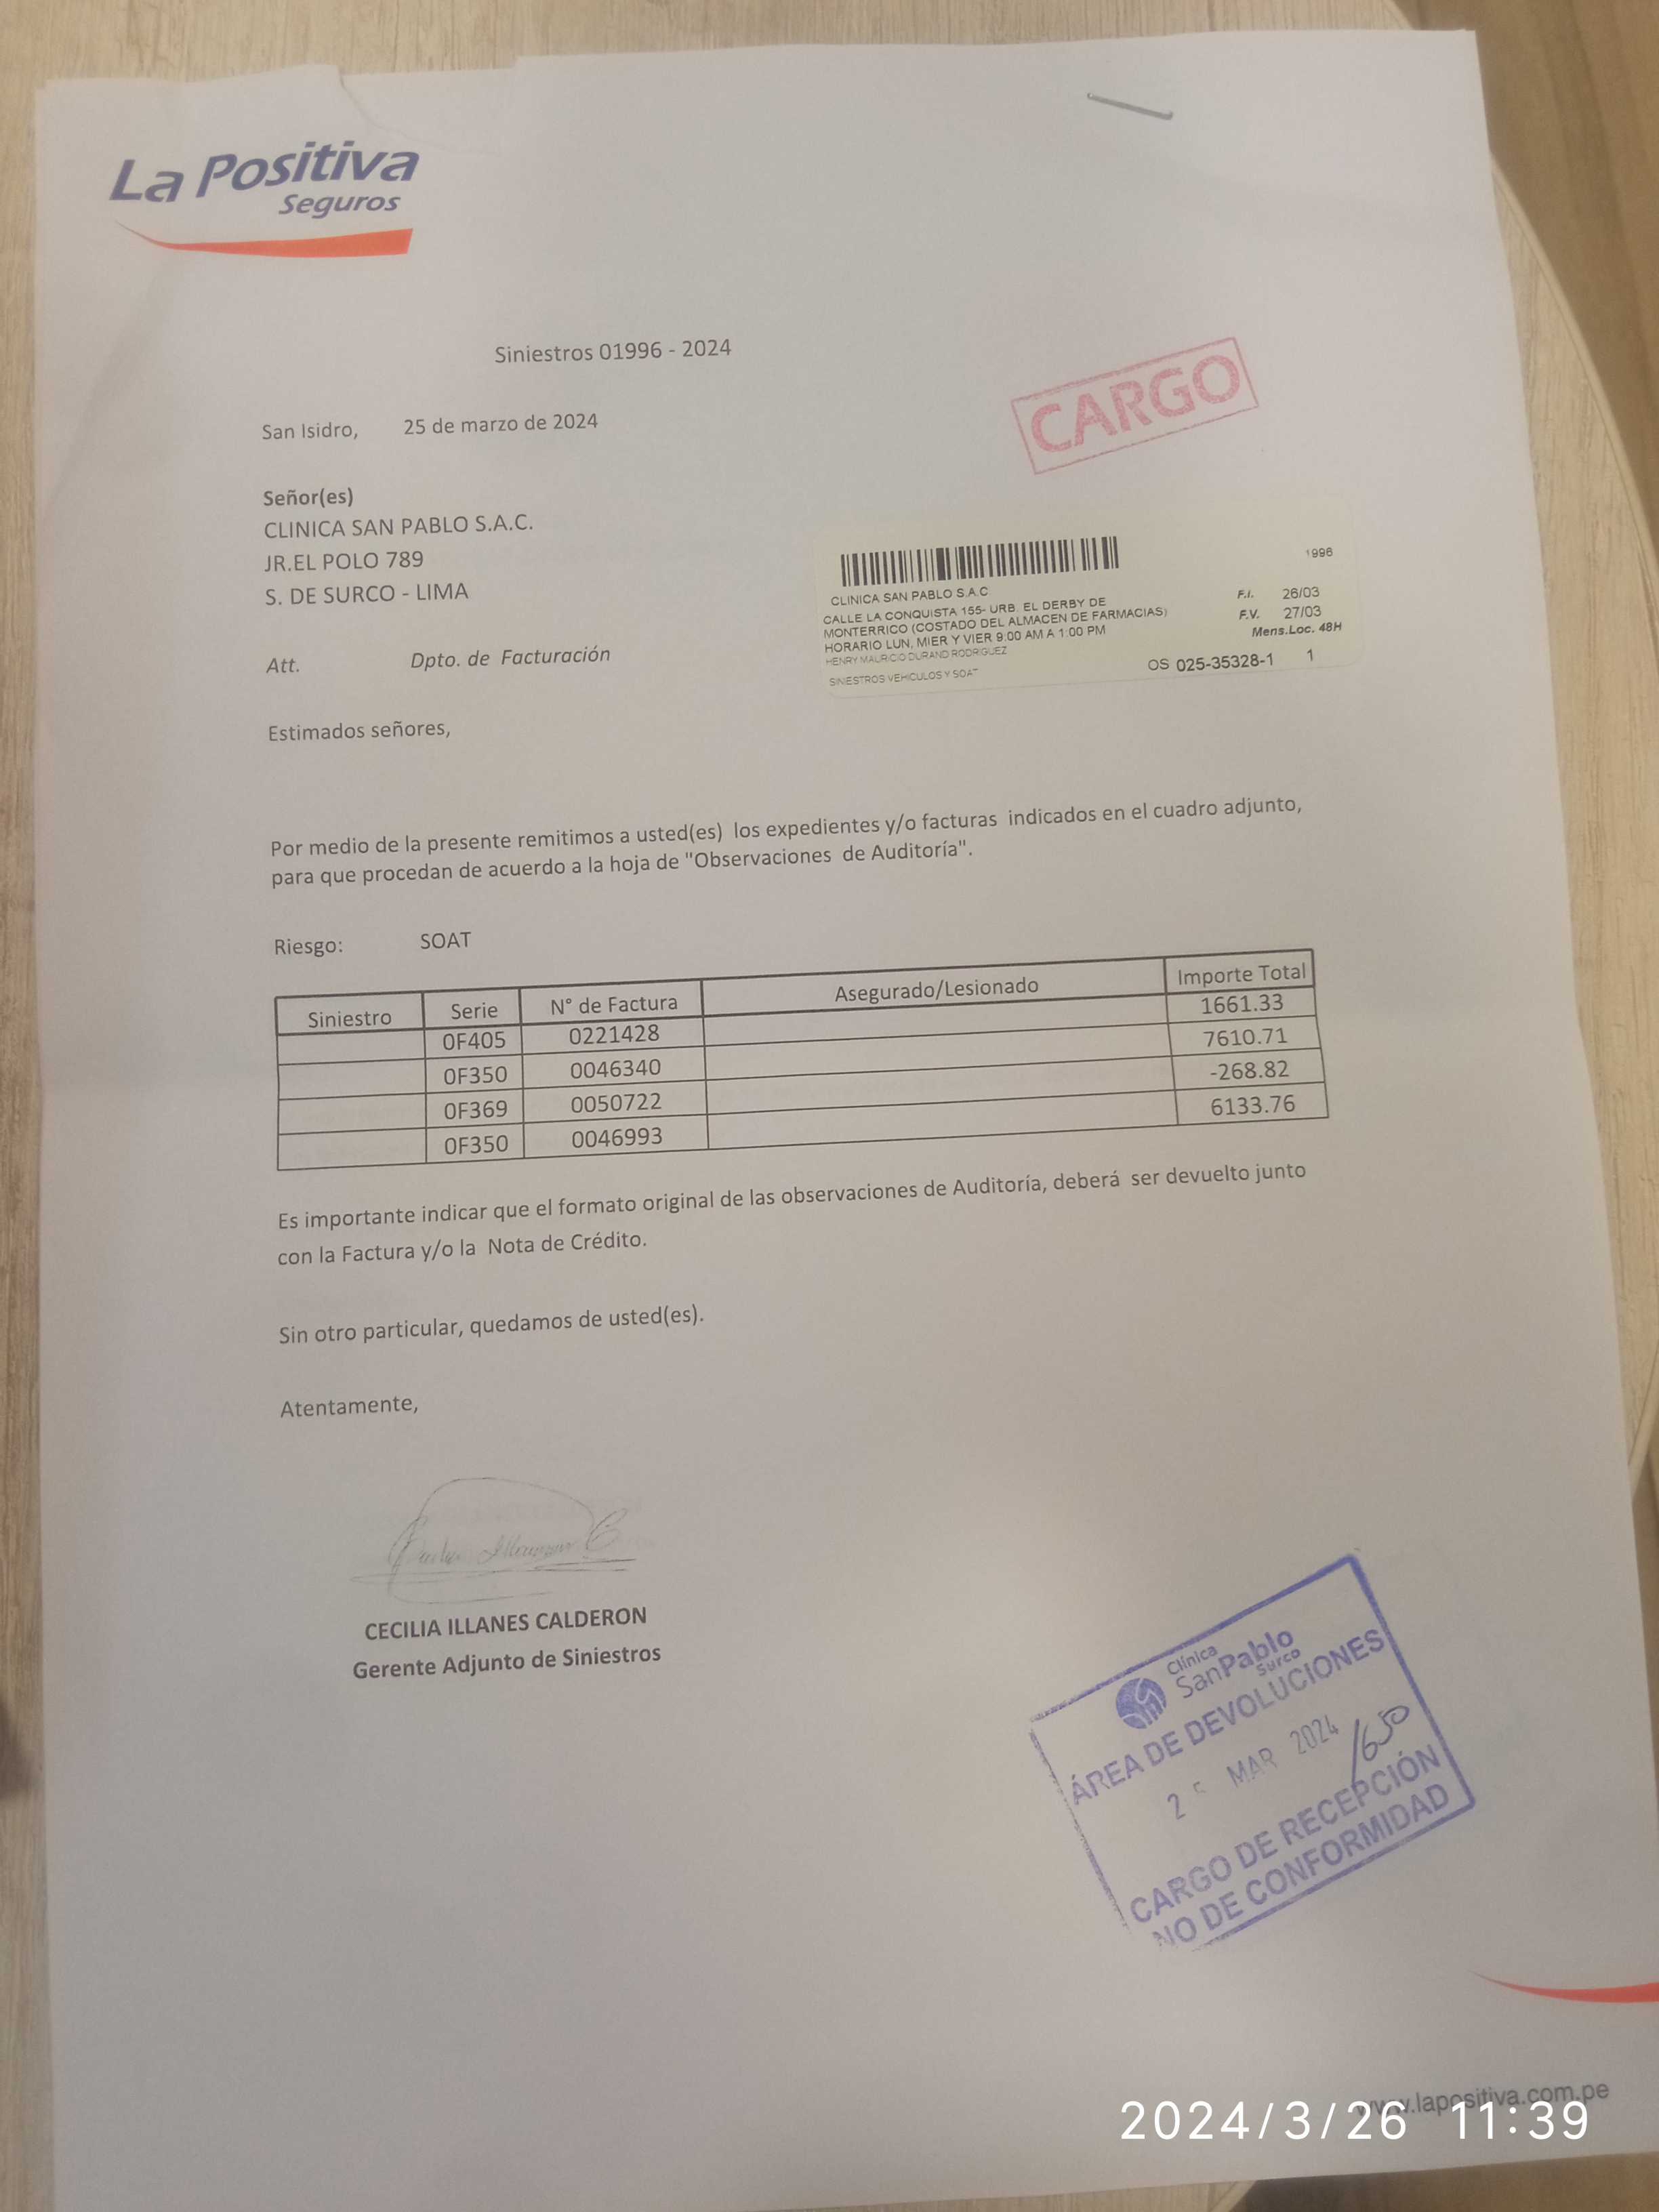 La Positiva
Seguros
Siniestros 01996 - 2024
CARGO
San Isidro, 25 de marzo de 2024
Señor(es)
CLINICA SAN PABLO S.A.C.
JR.EL POLO 789
S. DE SURCO - LIMA
Att. Dpto. de Facturación
1996
CLINICA SAN PABLO S.A.C
CALLE LA CONQUISTA 155- URB. EL DERBY DE
MONTERRICO (COSTADO DEL ALMACEN DE FARMACIAS)
HORARIO LUN, MIER Y VIER 9:00 AM A 1:00 PM
HENRY MAURICIO DURAND RODRIGUEZ
SINIESTROS VEHICULOS Y SOAT
F.I. 26/03
F.V. 27/03
Mens.Loc. 48H
OS 025-35328-1 1
Estimados señores,
Por medio de la presente remitimos a usted(es) los expedientes y/o facturas indicados en el cuadro adjunto,
para que procedan de acuerdo a la hoja de "Observaciones de Auditoría".
Riesgo: SOAT
Siniestro Serie N° de Factura Asegurado/Lesionado Importe Total
0F405 0221428 1661.33
0F350 0046340 7610.71
0F369 0050722 -268.82
0F350 0046993 6133.76
Es importante indicar que el formato original de las observaciones de Auditoría, deberá ser devuelto junto
con la Factura y/o la Nota de Crédito.
Sin otro particular, quedamos de usted(es).
Atentamente,
CECILIA ILLANES CALDERON
Gerente Adjunto de Siniestros
Clínica
SanPablo
Surco
ÁREA DE DEVOLUCIONES
MAR 2024
1650
CARGO DE RECEPCIÓN
NO DE CONFORMIDAD
www.lapositiva.com.pe
2024/3/26 11:39